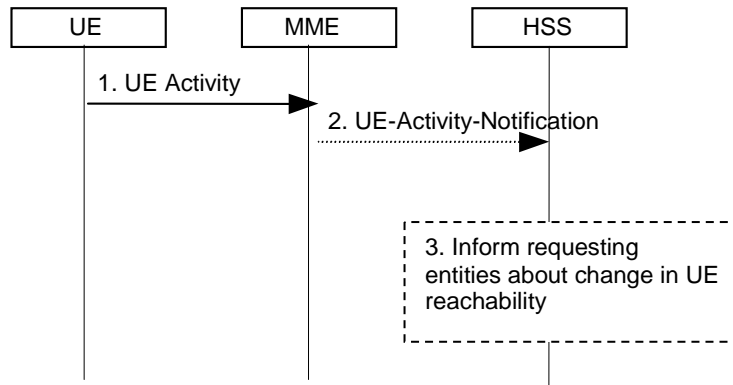 UE
MME
HSS
1. UE Activity
2. UE-Activity-Notification
3. Inform requesting
entities about change in UE
reachability